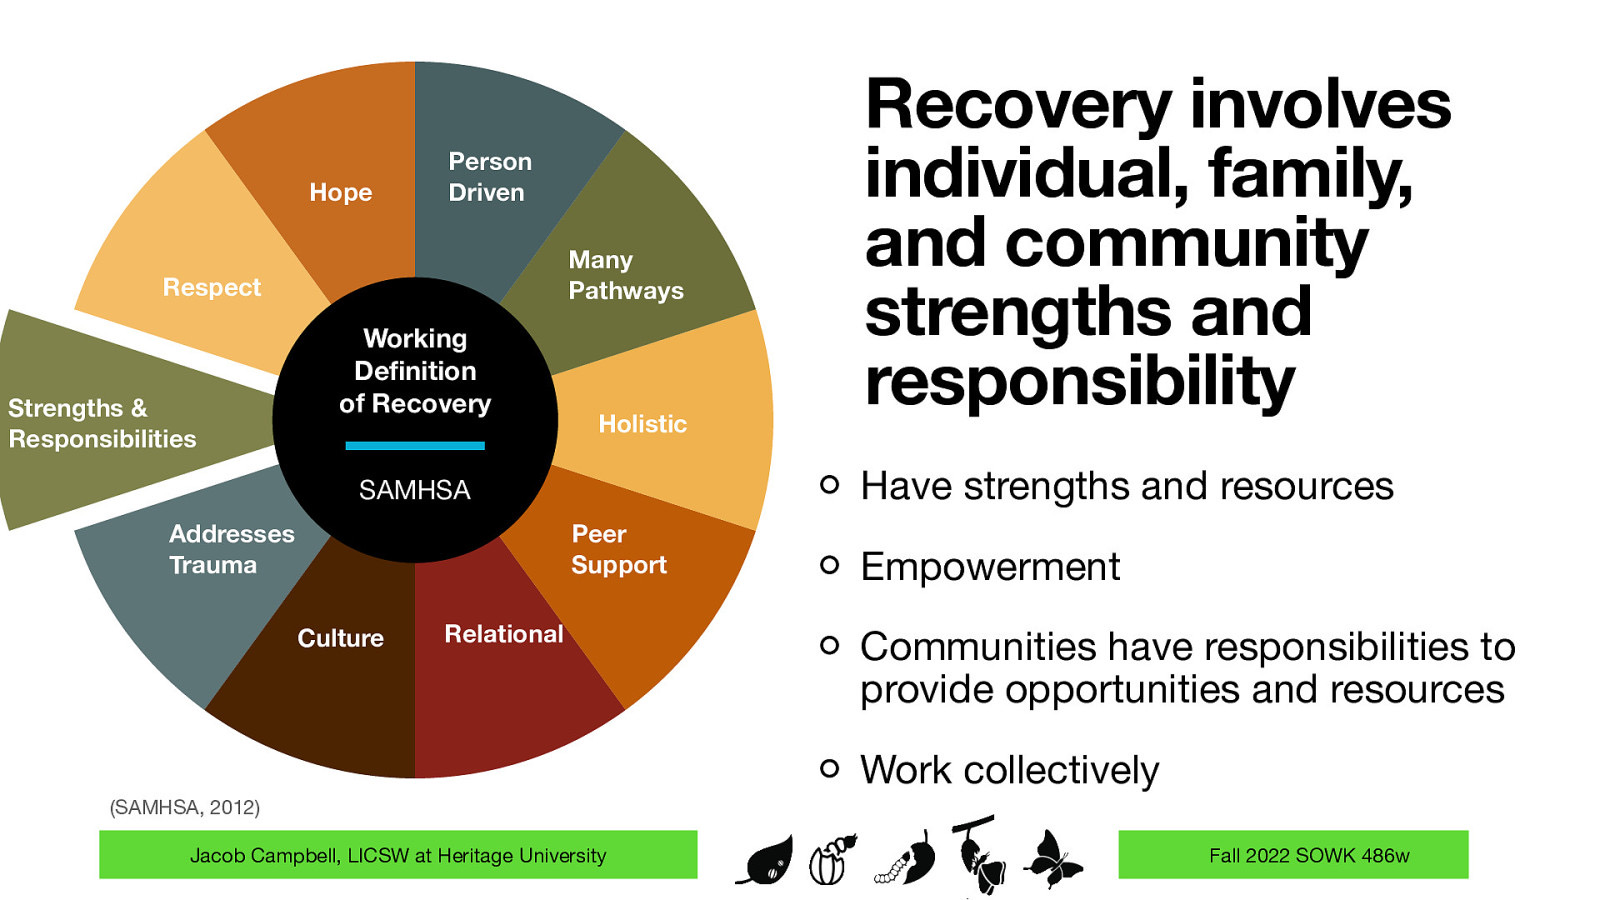 Recovery involves
individual, family,
and community
strengths and
responsibility
Hope
Person
Driven
Many
Pathways
Holistic
Peer
Support
Relational
Culture
Addresses
Trauma
Strengths &
Responsibilities
Respect
Working
Definition
of Recovery
SAMHSA
Have strengths and resources
Empowerment
Communities have responsibilities to
provide opportunities and resources
Work collectively
(SAMHSA, 2012)
Jacob Campbell, LICSW at Heritage University
Fall 2022 SOWK 486w